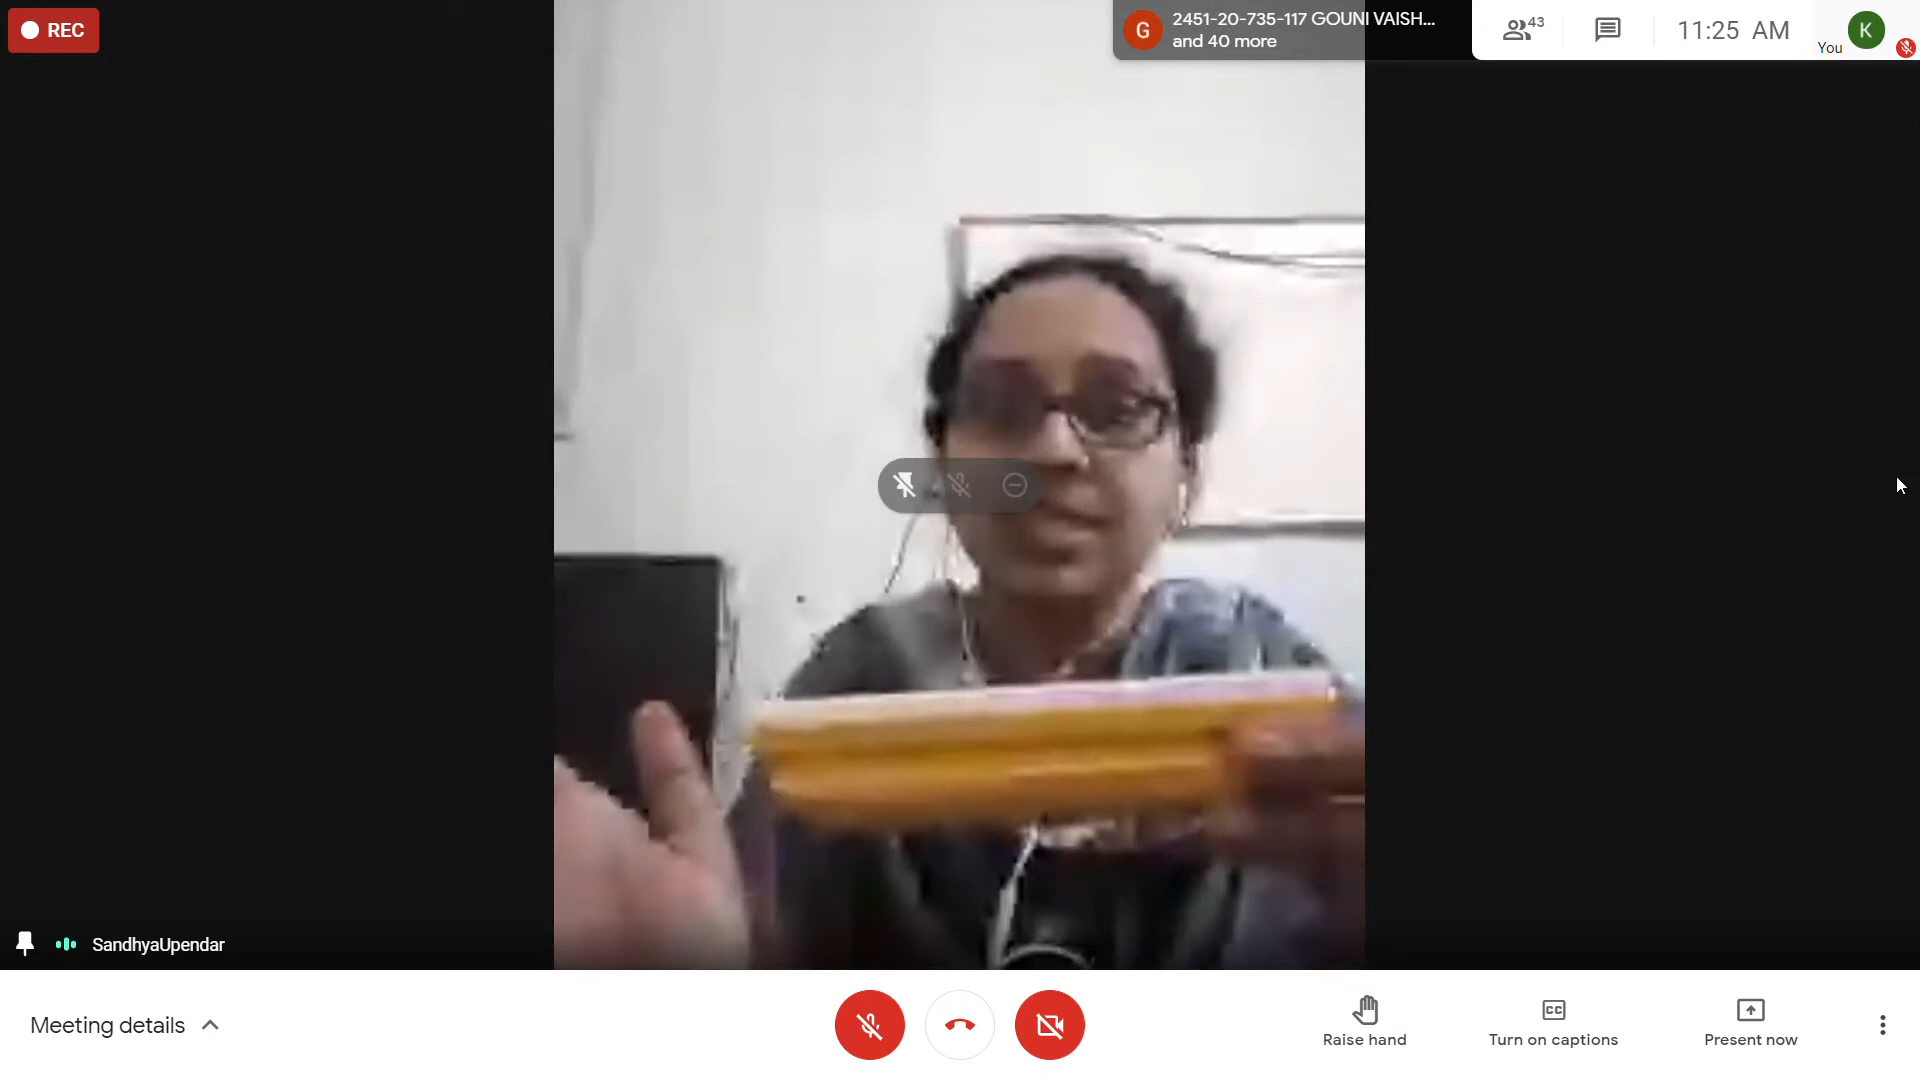 REC
2451-20-735-117 GOUNI VAISH...
and 40 more
43
11:25 AM
You
K
G
SandhyaUpendar
Meeting details
CC
Raise hand
Turn on captions
Present now